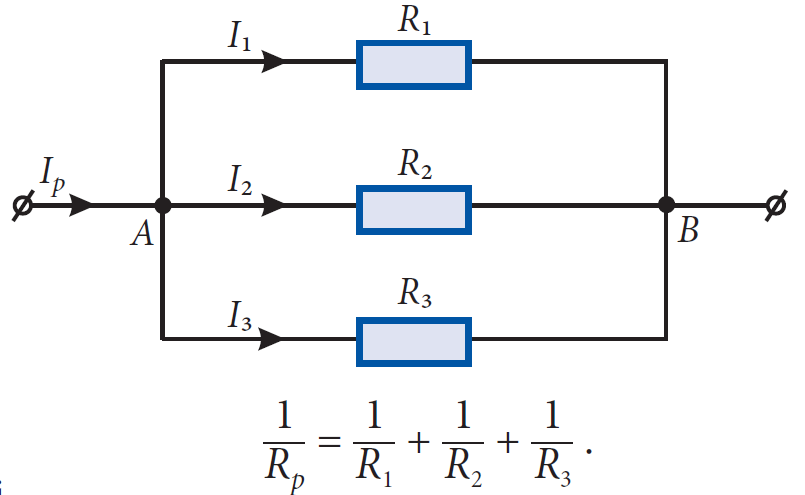 R₁
I₁
R₂
I₂
Iₚ
A
B
R₃
I₃
1/Rₚ = 1/R₁ + 1/R₂ + 1/R₃ .